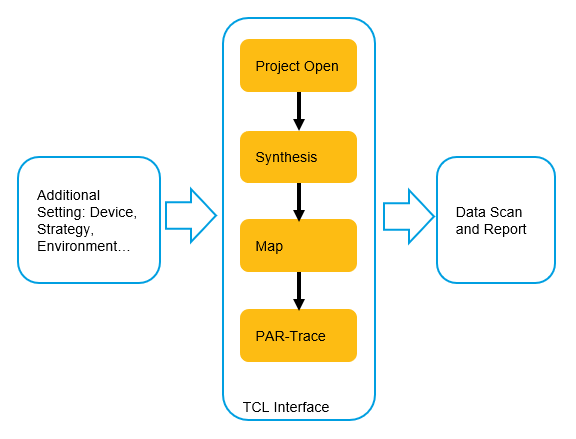 Additional
Setting: Device,
Strategy,
Environment...
Project Open
Synthesis
Map
PAR-Trace
TCL Interface
Data Scan
and Report